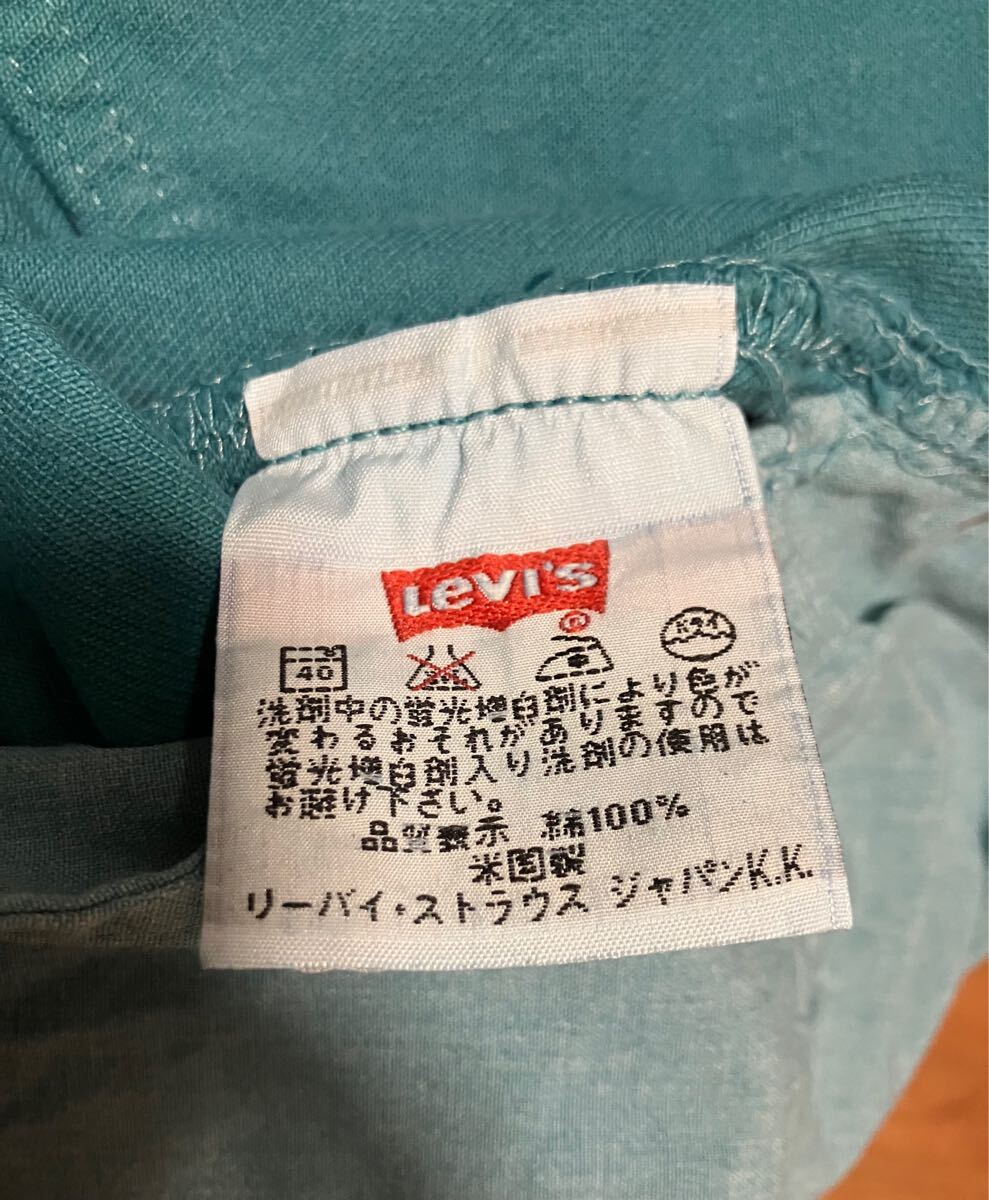 Levi's
®
40 ドライ
洗剤中の蛍光増白剤により色が
変わるおそれがありますので
蛍光増白剤入り洗剤の使用は
お避け下さい。
品質表示 綿100%
米国製
リーバイ・ストラウス ジャパンK.K.